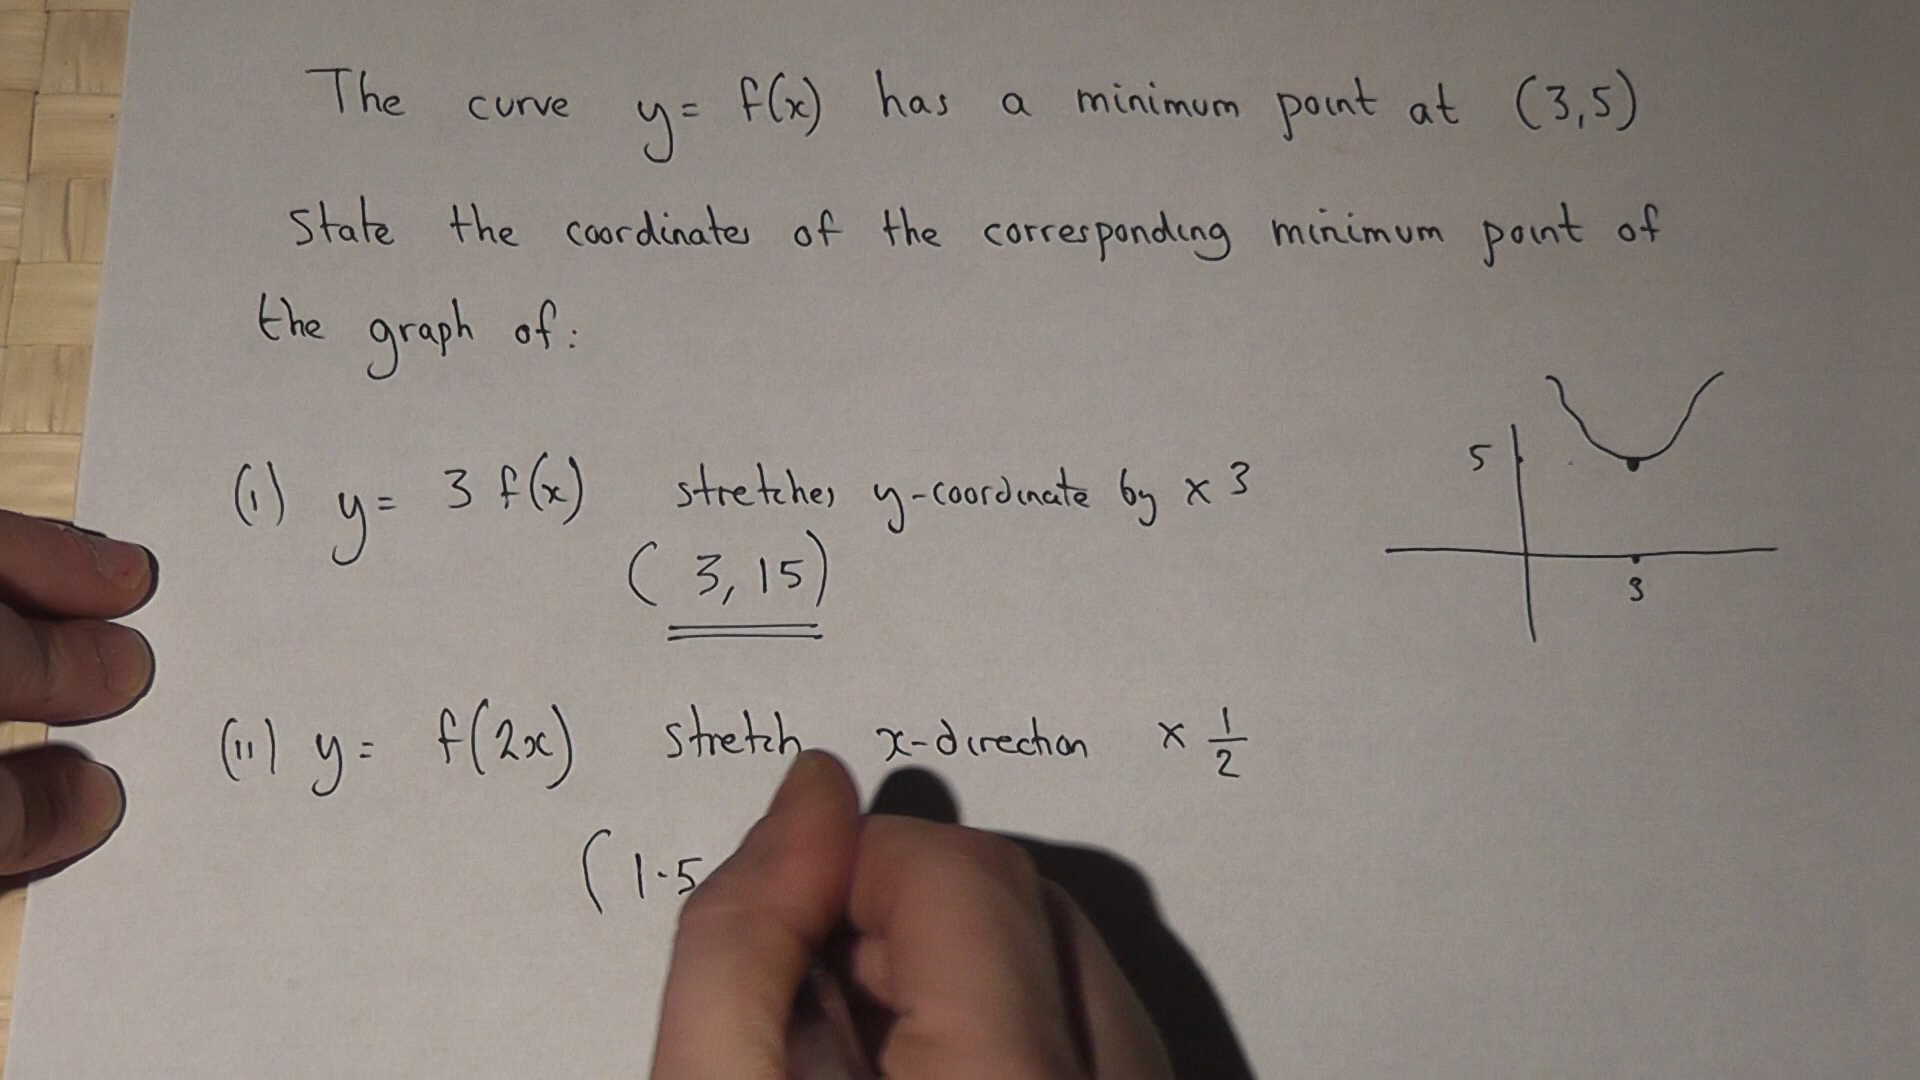 The curve y= f(x) has a minimum point at (3,5)
State the coordinates of the corresponding minimum point of
the graph of:
(i) y= 3 f(x) stretches y-coordinate by x 3
(3, 15)
(ii) y= f(2x) stretch x-direction x 1/2
(1.5
5
3